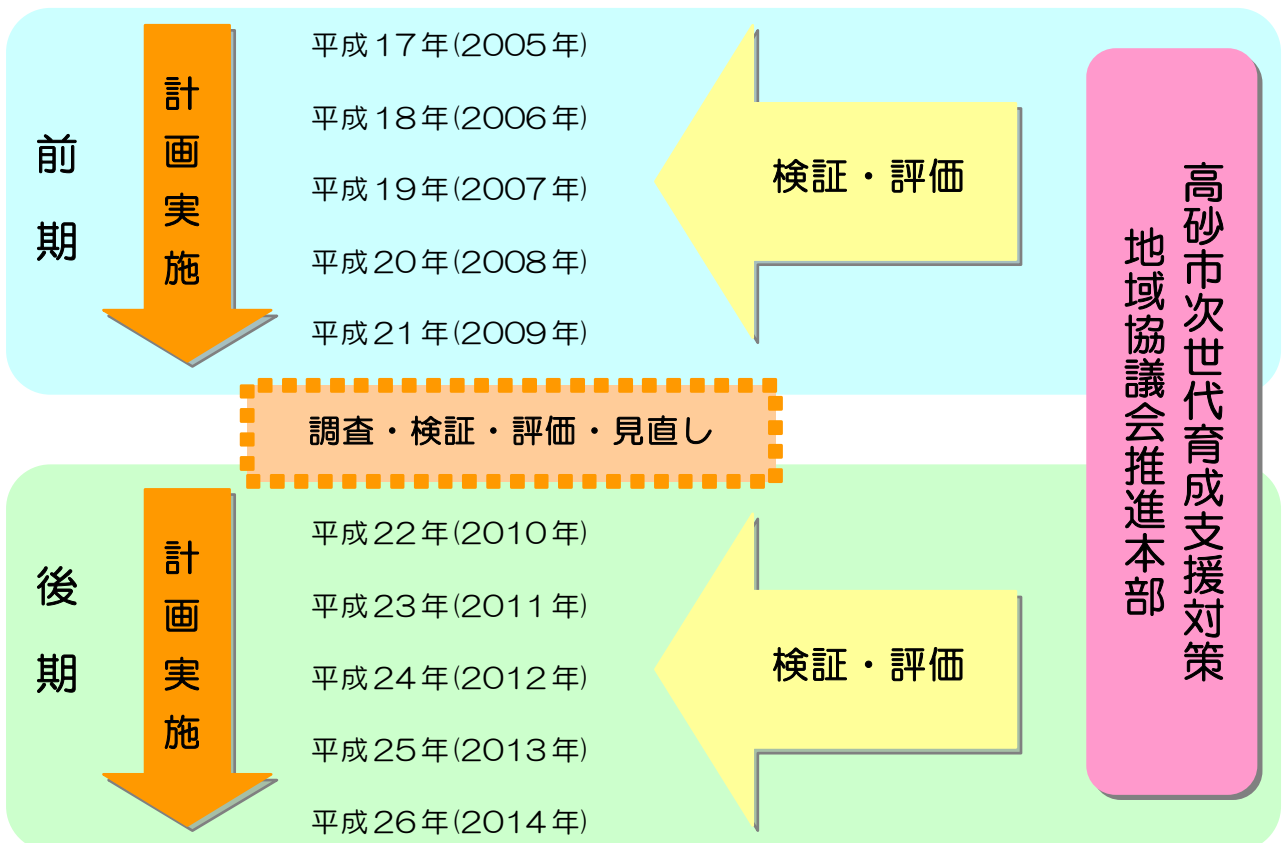 前期
計画実施
平成17年(2005年)
平成18年(2006年)
平成19年(2007年)
平成20年(2008年)
平成21年(2009年)
検証・評価
調査・検証・評価・見直し
後期
計画実施
平成22年(2010年)
平成23年(2011年)
平成24年(2012年)
平成25年(2013年)
平成26年(2014年)
検証・評価
高砂市次世代育成支援対策
地域協議会推進本部